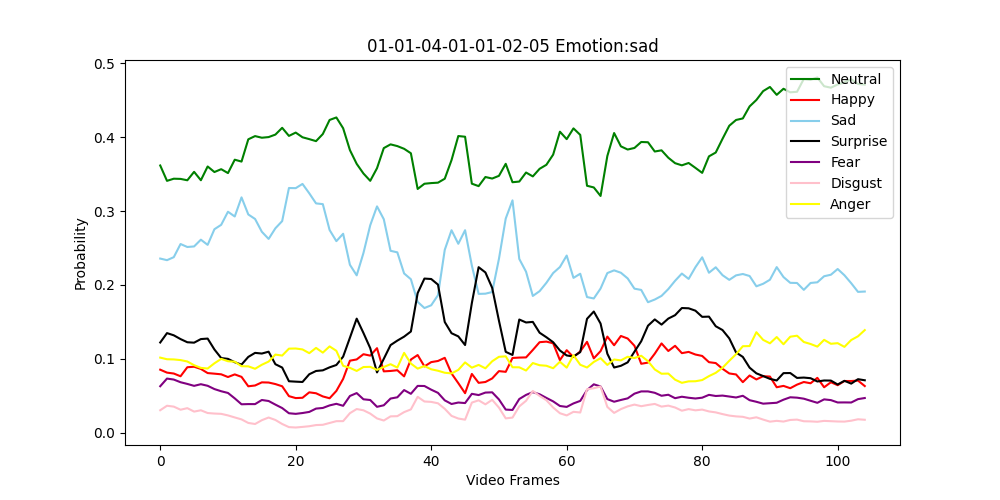 01-01-04-01-01-02-05 Emotion:sad
0.5
0.4
0.3
0.2
0.1
0.0
Probability
0 20 40 60 80 100
Video Frames
Neutral
Happy
Sad
Surprise
Fear
Disgust
Anger